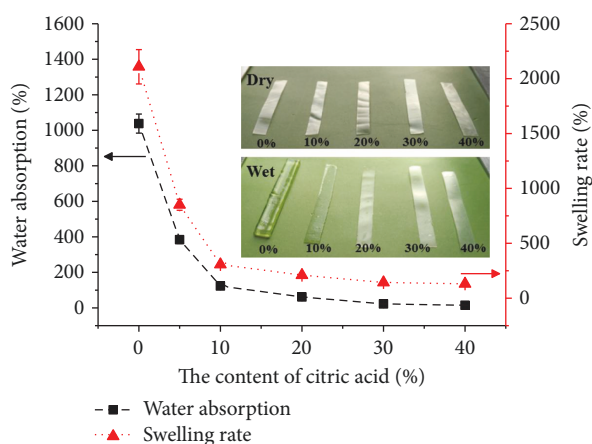 1600
1400
1200
1000
800
600
400
200
0
Water absorption (%)
2500
2000
1500
1000
500
0
Swelling rate (%)
Dry
0% 10% 20% 30% 40%
Wet
0% 10% 20% 30% 40%
0 10 20 30 40
The content of citric acid (%)
Water absorption
Swelling rate